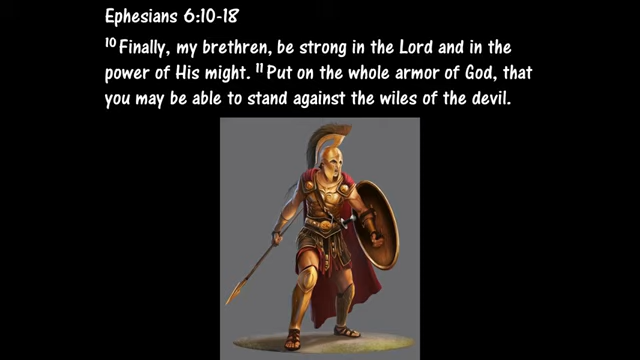 Ephesians 6:10-18
¹⁰ Finally, my brethren, be strong in the Lord and in the
power of His might. ¹¹ Put on the whole armor of God, that
you may be able to stand against the wiles of the devil.